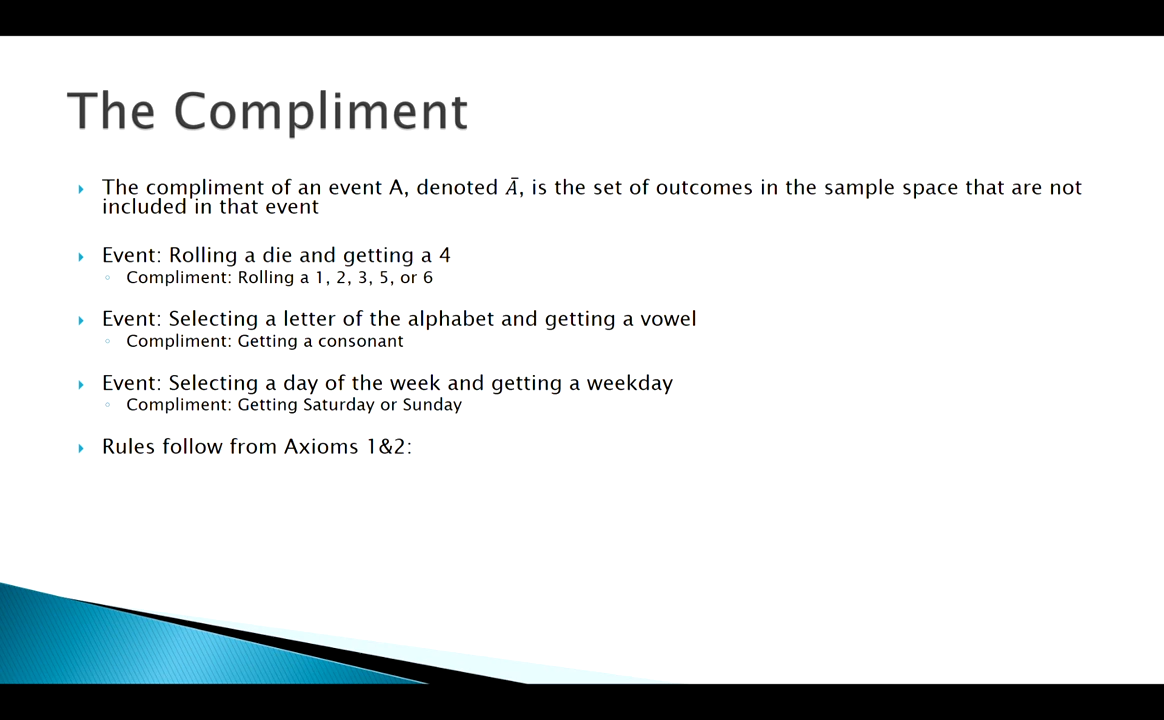 The Compliment
The compliment of an event A, denoted Ā, is the set of outcomes in the sample space that are not
included in that event
Event: Rolling a die and getting a 4
Compliment: Rolling a 1, 2, 3, 5, or 6
Event: Selecting a letter of the alphabet and getting a vowel
Compliment: Getting a consonant
Event: Selecting a day of the week and getting a weekday
Compliment: Getting Saturday or Sunday
Rules follow from Axioms 1&2: